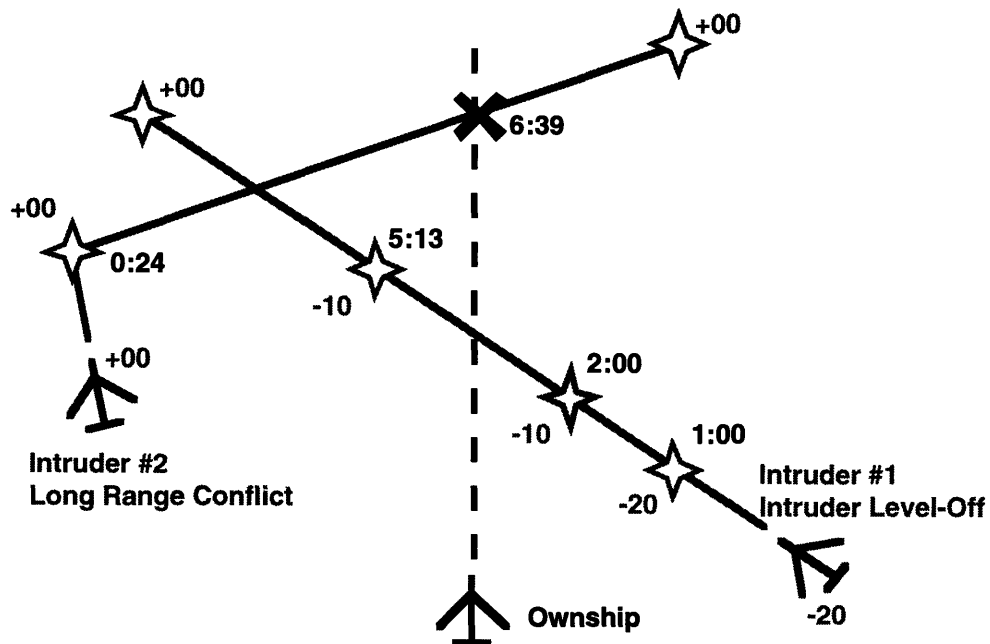 +00
+00
6:39
+00
0:24
5:13
-10
+00
2:00
-10
1:00
-20
Intruder #2
Long Range Conflict
Intruder #1
Intruder Level-Off
-20
Ownship